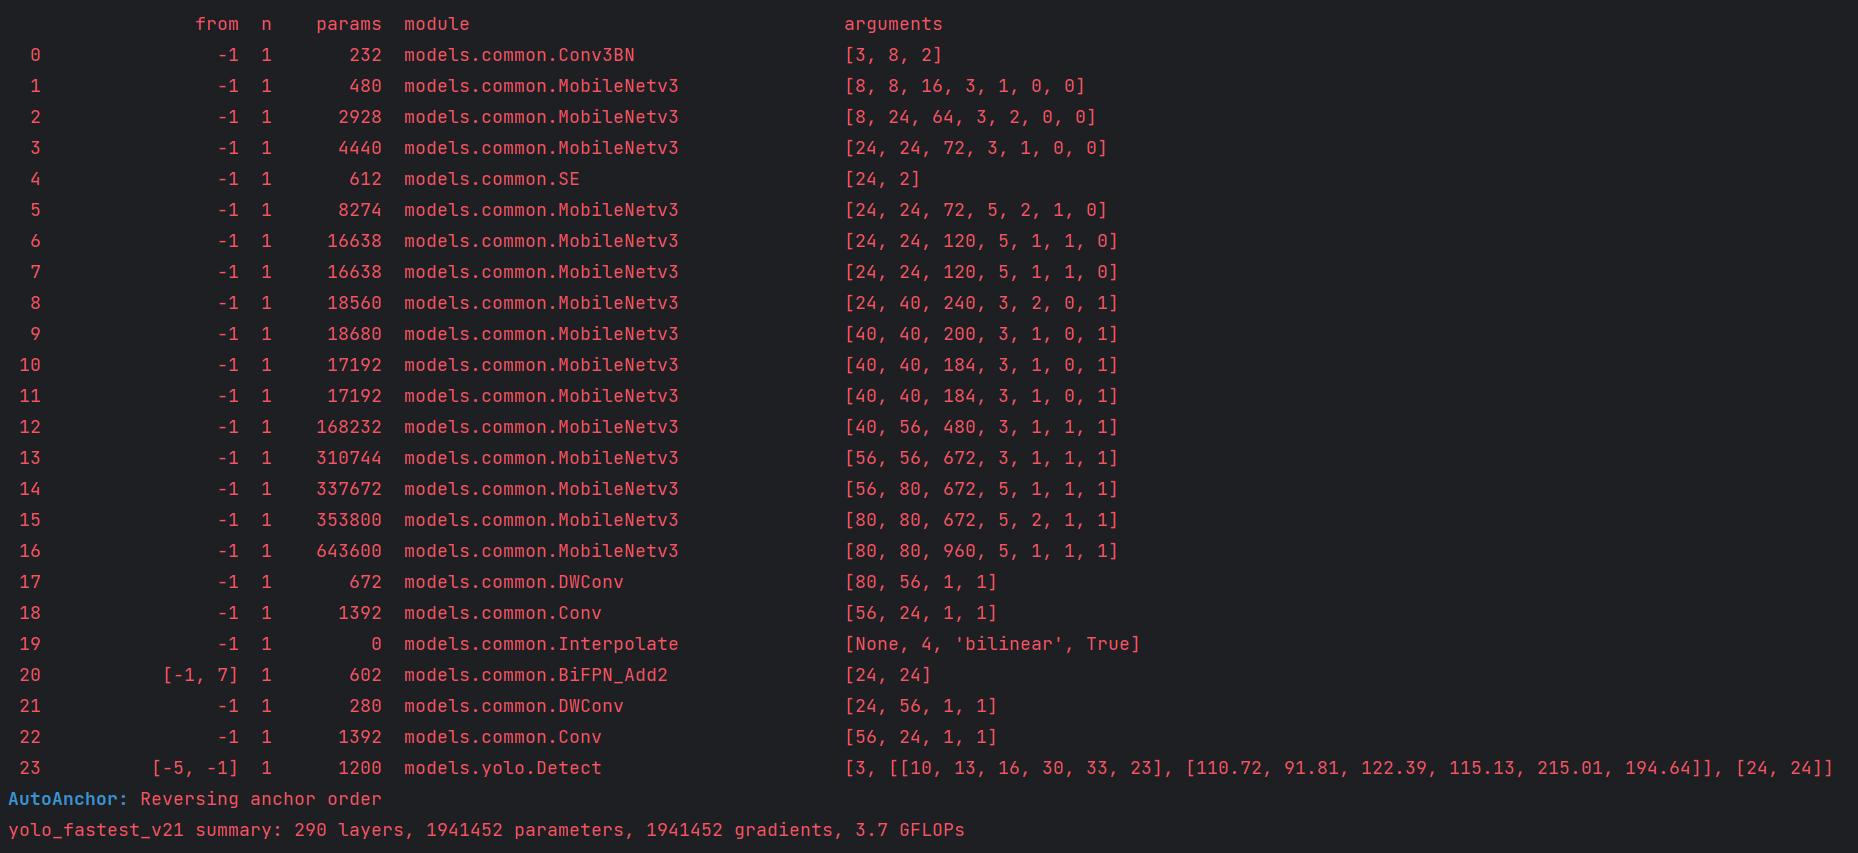 from n params module arguments
0 -1 1 232 models.common.Conv3BN [3, 8, 2]
1 -1 1 480 models.common.MobileNetv3 [8, 8, 16, 3, 1, 0, 0]
2 -1 1 2928 models.common.MobileNetv3 [8, 24, 64, 3, 2, 0, 0]
3 -1 1 4440 models.common.MobileNetv3 [24, 24, 72, 3, 1, 0, 0]
4 -1 1 612 models.common.SE [24, 2]
5 -1 1 8274 models.common.MobileNetv3 [24, 24, 72, 5, 2, 1, 0]
6 -1 1 16638 models.common.MobileNetv3 [24, 24, 120, 5, 1, 1, 0]
7 -1 1 16638 models.common.MobileNetv3 [24, 24, 120, 5, 1, 1, 0]
8 -1 1 18560 models.common.MobileNetv3 [24, 40, 240, 3, 2, 0, 1]
9 -1 1 18680 models.common.MobileNetv3 [40, 40, 200, 3, 1, 0, 1]
10 -1 1 17192 models.common.MobileNetv3 [40, 40, 184, 3, 1, 0, 1]
11 -1 1 17192 models.common.MobileNetv3 [40, 40, 184, 3, 1, 0, 1]
12 -1 1 168232 models.common.MobileNetv3 [40, 56, 480, 3, 1, 1, 1]
13 -1 1 310744 models.common.MobileNetv3 [56, 56, 672, 3, 1, 1, 1]
14 -1 1 337672 models.common.MobileNetv3 [56, 80, 672, 5, 1, 1, 1]
15 -1 1 353800 models.common.MobileNetv3 [80, 80, 672, 5, 2, 1, 1]
16 -1 1 643600 models.common.MobileNetv3 [80, 80, 960, 5, 1, 1, 1]
17 -1 1 672 models.common.DWConv [80, 56, 1, 1]
18 -1 1 1392 models.common.Conv [56, 24, 1, 1]
19 -1 1 0 models.common.Interpolate [None, 4, 'bilinear', True]
20 [-1, 7] 1 602 models.common.BiFPN_Add2 [24, 24]
21 -1 1 280 models.common.DWConv [24, 56, 1, 1]
22 -1 1 1392 models.common.Conv [56, 24, 1, 1]
23 [-5, -1] 1 1200 models.yolo.Detect [3, [[10, 13, 16, 30, 33, 23], [110.72, 91.81, 122.39, 115.13, 215.01, 194.64]], [24, 24]]
AutoAnchor: Reversing anchor order
yolo_fastest_v21 summary: 290 layers, 1941452 parameters, 1941452 gradients, 3.7 GFLOPs